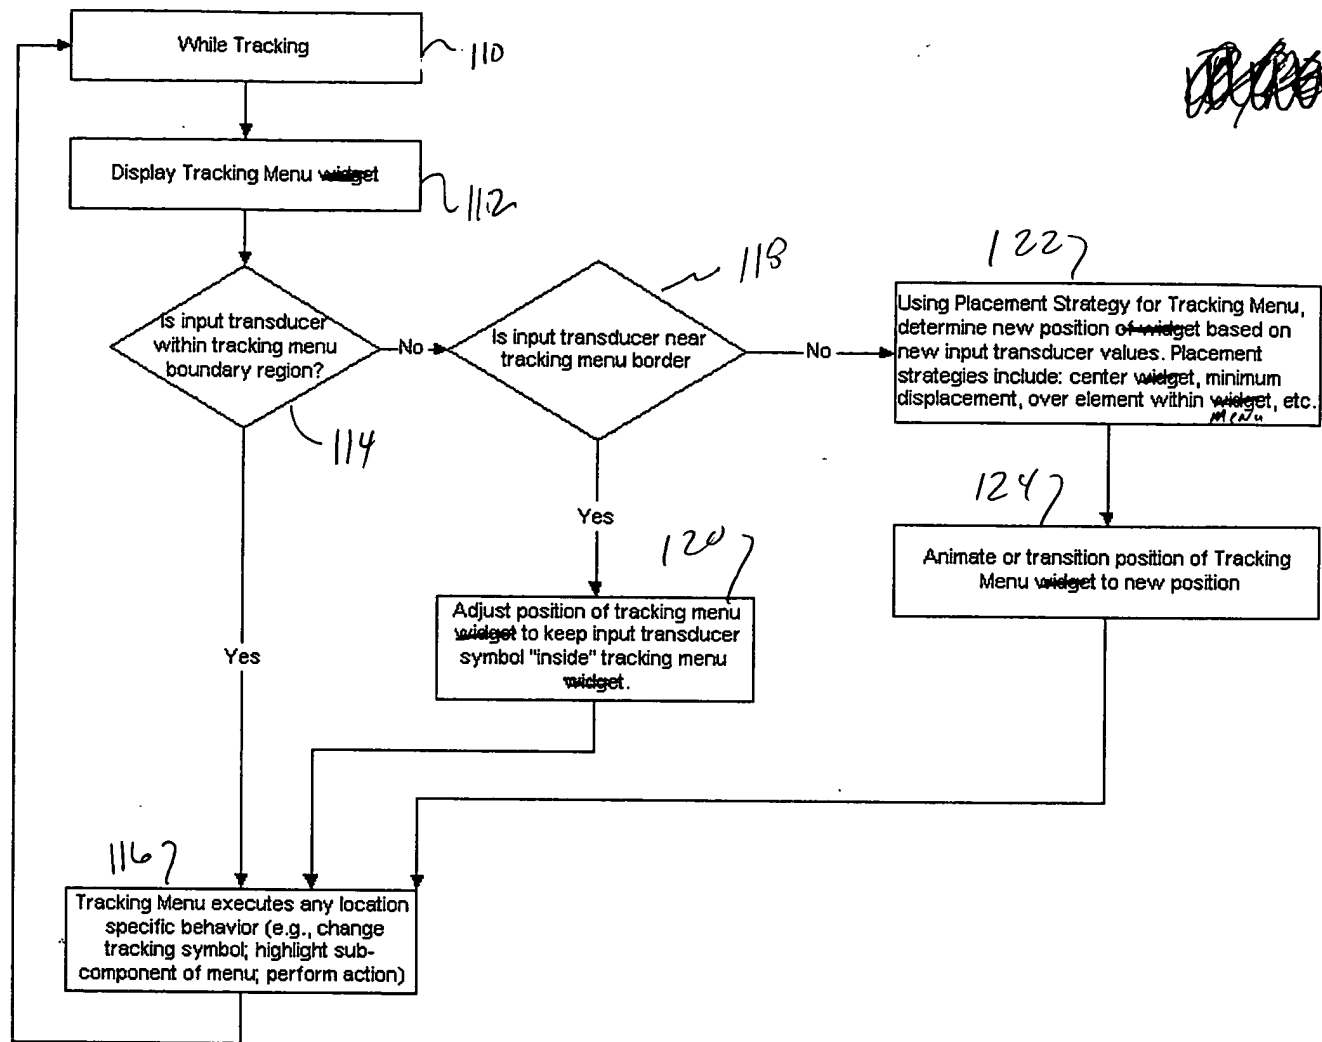 While Tracking
110
Display Tracking Menu widget
112
Is input transducer
within tracking menu
boundary region?
114
No
Is input transducer near
tracking menu border
118
No
122
Using Placement Strategy for Tracking Menu,
determine new position of widget based on
new input transducer values. Placement
strategies include: center widget, minimum
displacement, over element within widget, etc.
menu
124
Animate or transition position of Tracking
Menu widget to new position
Yes
120
Adjust position of tracking menu
widget to keep input transducer
symbol "inside" tracking menu
widget.
Yes
116
Tracking Menu executes any location
specific behavior (e.g., change
tracking symbol; highlight sub-
component of menu; perform action)